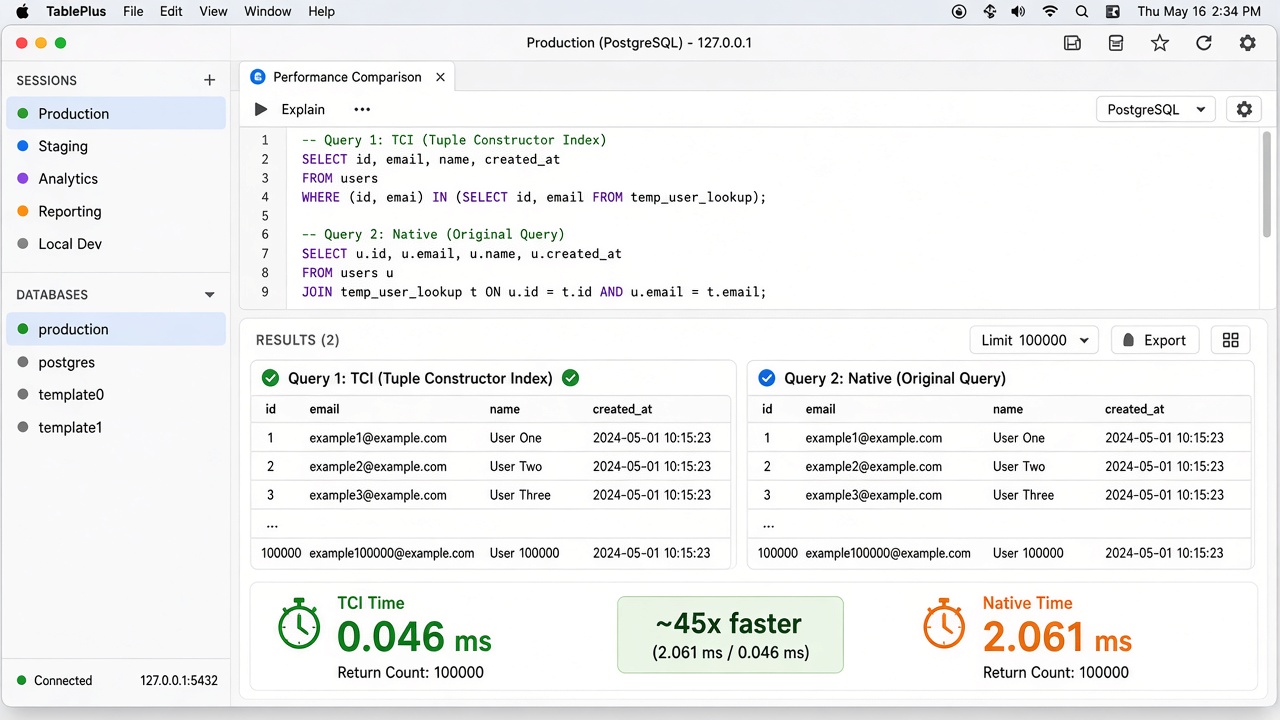 TablePlus File Edit View Window Help Thu May 16 2:34 PM
Production (PostgreSQL) - 127.0.0.1
SESSIONS +
Production
Staging
Analytics
Reporting
Local Dev
DATABASES
production
postgres
template0
template1
Connected 127.0.0.1:5432
Performance Comparison ×
Explain ••• PostgreSQL
1 -- Query 1: TCI (Tuple Constructor Index)
2 SELECT id, email, name, created_at
3 FROM users
4 WHERE (id, emai) IN (SELECT id, email FROM temp_user_lookup);
5
6 -- Query 2: Native (Original Query)
7 SELECT u.id, u.email, u.name, u.created_at
8 FROM users u
9 JOIN temp_user_lookup t ON u.id = t.id AND u.email = t.email;
RESULTS (2) Limit 100000 Export
Query 1: TCI (Tuple Constructor Index)
id email name created_at
1 example1@example.com User One 2024-05-01 10:15:23
2 example2@example.com User Two 2024-05-01 10:15:23
3 example3@example.com User Three 2024-05-01 10:15:23
...
100000 example100000@example.com User 100000 2024-05-01 10:15:23
Query 2: Native (Original Query)
id email name created_at
1 example1@example.com User One 2024-05-01 10:15:23
2 example2@example.com User Two 2024-05-01 10:15:23
3 example3@example.com User Three 2024-05-01 10:15:23
...
100000 example100000@example.com User 100000 2024-05-01 10:15:23
TCI Time
0.046 ms
Return Count: 100000
~45x faster
(2.061 ms / 0.046 ms)
Native Time
2.061 ms
Return Count: 100000